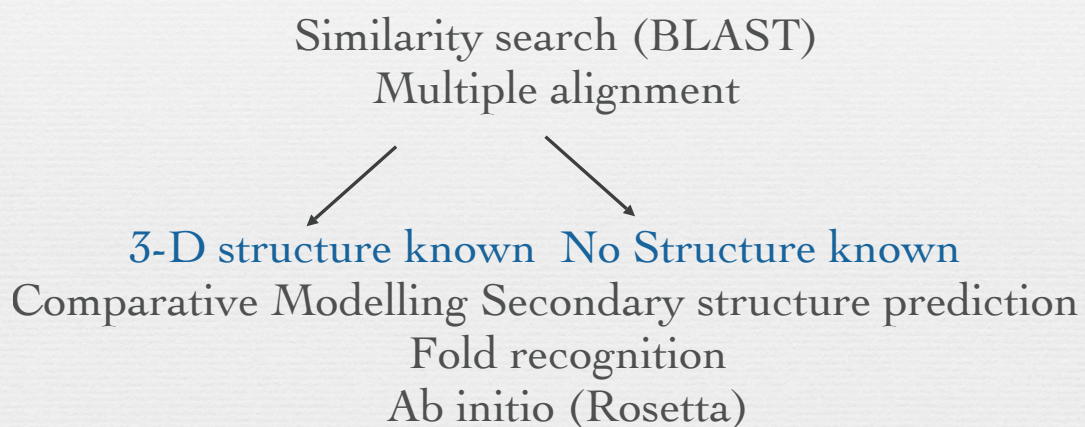 Similarity search (BLAST)
Multiple alignment
3-D structure known No Structure known
Comparative Modelling Secondary structure prediction
Fold recognition
Ab initio (Rosetta)